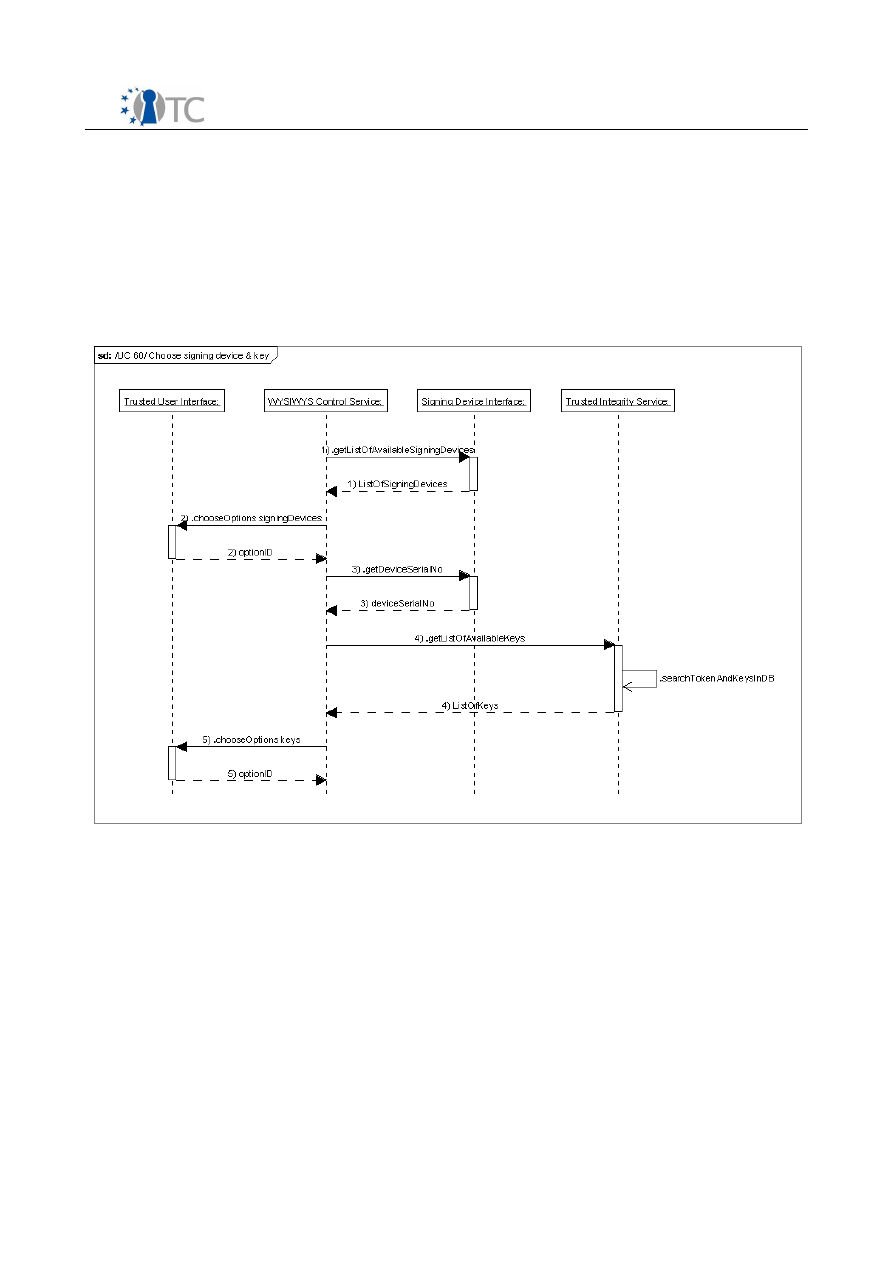 TC
sd: /UC 60/ Choose signing device & key
Trusted User Interface:
WYSIWYS Control Service:
Signing Device Interface:
Trusted Integrity Service:
1) .getListOfAvailableSigningDevices
1) ListOfSigningDevices
2) .chooseOptions signingDevices
2) optionID
3) .getDeviceSerialNo
3) deviceSerialNo
4) .getListOfAvailableKeys
.searchTokenAndKeysInDB
4) ListOfKeys
5) .chooseOptions keys
5) optionID